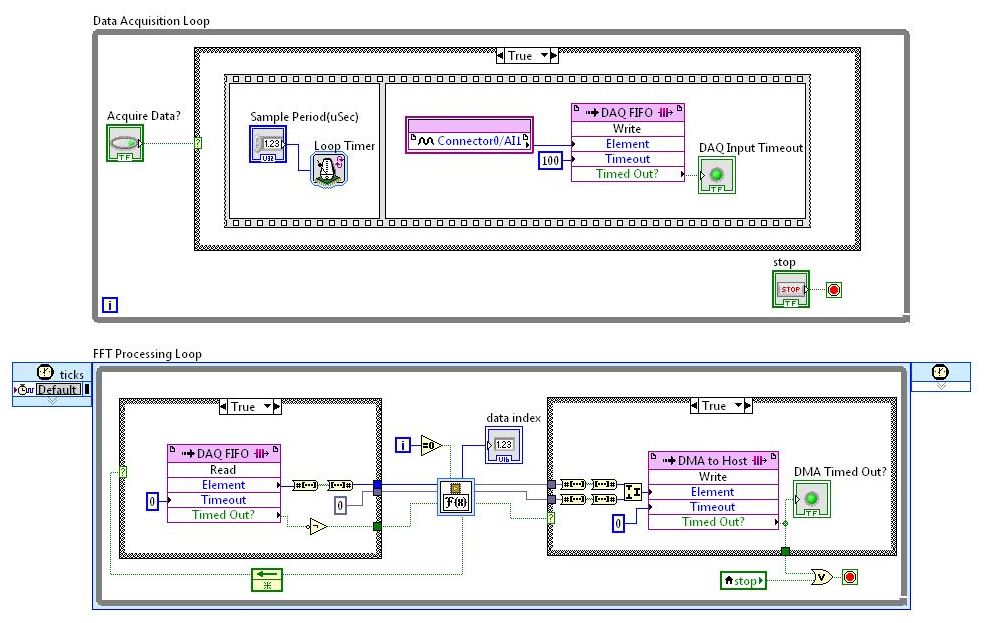 Data Acquisition Loop
True
Acquire Data?
TF
Sample Period(uSec)
1.23
U32
Loop Timer
Connector0/AI1
DAQ FIFO
Write
Element
100
Timeout
Timed Out?
DAQ Input Timeout
TF
stop
STOP
TF
i
FFT Processing Loop
ticks
Default
True
DAQ FIFO
Read
Element
0
Timeout
Timed Out?
0
i
=0
data index
1.23
U16
F(x)
True
DMA to Host
Write
Element
Timeout
0
Timed Out?
DMA Timed Out?
TF
stop
V